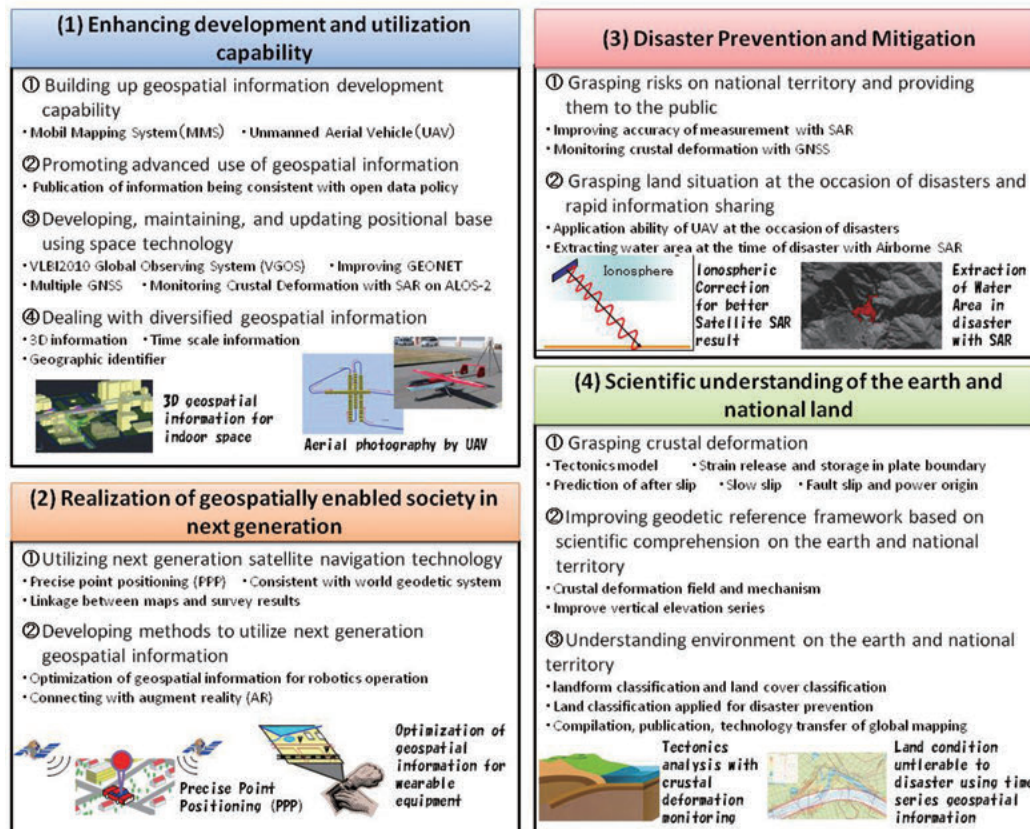 (1) Enhancing development and utilization
capability
① Building up geospatial information development
capability
・Mobil Mapping System(MMS) ・Unmanned Aerial Vehicle(UAV)
②Promoting advanced use of geospatial information
・Publication of information being consistent with open data policy
③Developing, maintaining, and updating positional base
using space technology
・VLBI2010 Global Observing System (VGOS) ・Improving GEONET
・Multiple GNSS ・Monitoring Crustal Deformation with SAR on ALOS-2
④Dealing with diversified geospatial information
・3D information ・Time scale information
・Geographic identifier
3D geospatial
information for
indoor space
Aerial photography by UAV
(2) Realization of geospatially enabled society in
next generation
①Utilizing next generation satellite navigation technology
・Precise point positioning (PPP) ・Consistent with world geodetic system
・Linkage between maps and survey results
②Developing methods to utilize next generation
geospatial information
・Optimization of geospatial information for robotics operation
・Connecting with augment reality (AR)
Precise Point
Positioning (PPP)
Optimization of
geospatial
information for
wearable
equipment
(3) Disaster Prevention and Mitigation
① Grasping risks on national territory and providing
them to the public
・Improving accuracy of measurement with SAR
・Monitoring crustal deformation with GNSS
② Grasping land situation at the occasion of disasters and
rapid information sharing
・Application ability of UAV at the occasion of disasters
・Extracting water area at the time of disaster with Airborne SAR
Ionosphere
Ionospheric
Correction
for better
Satellite SAR
result
Extraction
of Water
Area in
disaster
with SAR
(4) Scientific understanding of the earth and
national land
① Grasping crustal deformation
・Tectonics model ・Strain release and storage in plate boundary
・Prediction of after slip ・Slow slip ・Fault slip and power origin
②Improving geodetic reference framework based on
scientific comprehension on the earth and national
territory
・Crustal deformation field and mechanism
・Improve vertical elevation series
③Understanding environment on the earth and national
territory
・landform classification and land cover classification
・Land classification applied for disaster prevention
・Compilation, publication, technology transfer of global mapping
Tectonics
analysis with
crustal
deformation
monitoring
Land condition
untlerable to
disaster using time
series geospatial
information